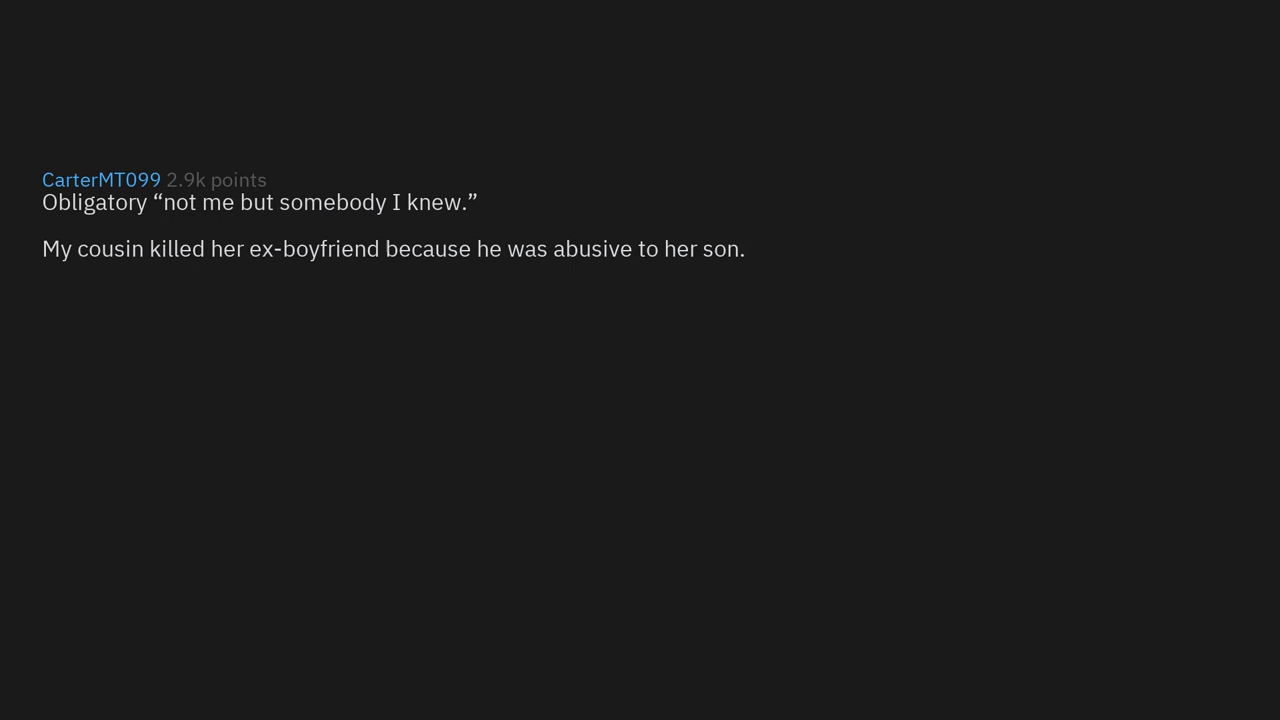 CarterMT099 2.9k points
Obligatory “not me but somebody I knew.”
My cousin killed her ex-boyfriend because he was abusive to her son.